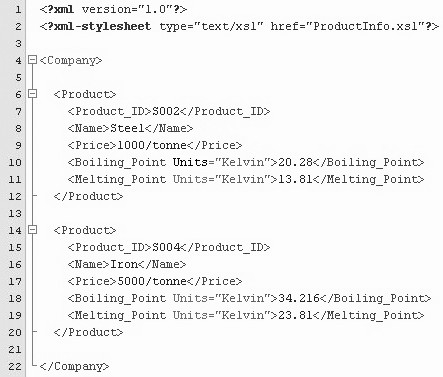 1 <?xml version="1.0"?>
2 <?xml-stylesheet type="text/xsl" href="ProductInfo.xsl"?>
3
4 <Company>
5
6 <Product>
7 <Product_ID>S002</Product_ID>
8 <Name>Steel</Name>
9 <Price>1000/tonne</Price>
10 <Boiling_Point Units="Kelvin">20.28</Boiling_Point>
11 <Melting_Point Units="Kelvin">13.81</Melting_Point>
12 </Product>
13
14 <Product>
15 <Product_ID>S004</Product_ID>
16 <Name>Iron</Name>
17 <Price>5000/tonne</Price>
18 <Boiling_Point Units="Kelvin">34.216</Boiling_Point>
19 <Melting_Point Units="Kelvin">23.81</Melting_Point>
20 </Product>
21
22 </Company>